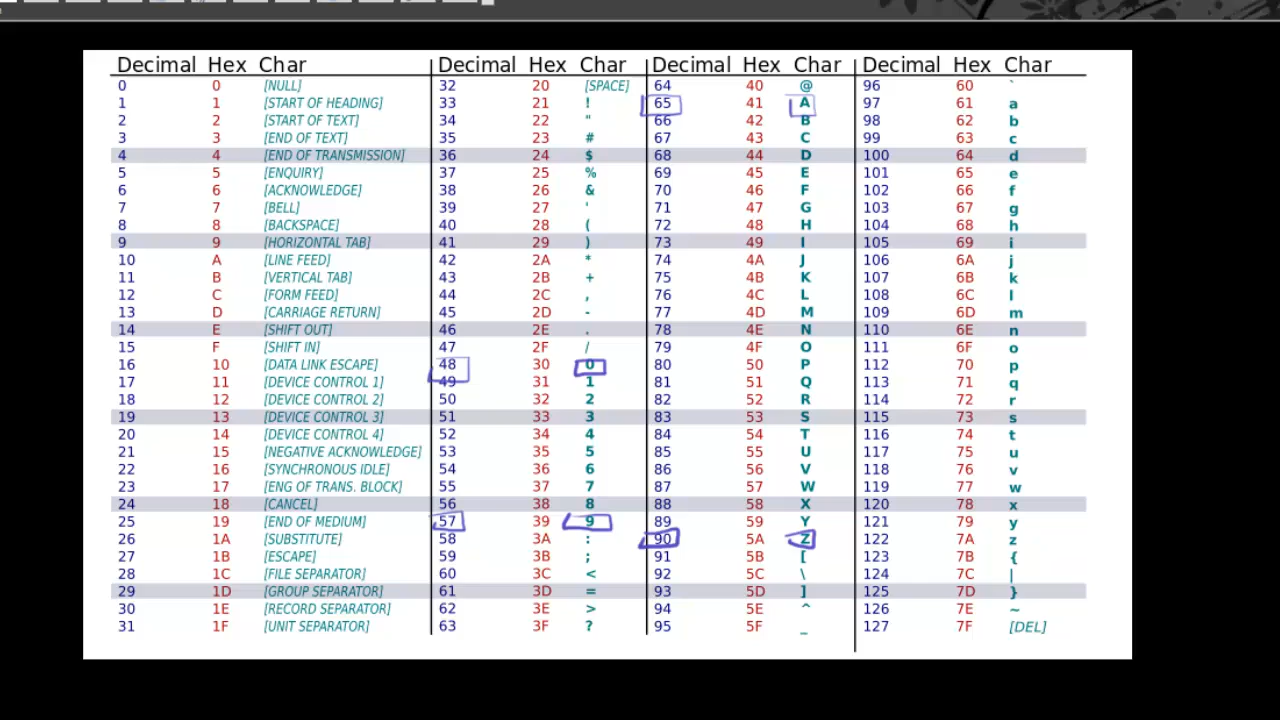 Decimal Hex Char Decimal Hex Char Decimal Hex Char Decimal Hex Char
0 0 [NULL] 32 20 [SPACE] 64 40 @ 96 60 `
1 1 [START OF HEADING] 33 21 ! 65 41 A 97 61 a
2 2 [START OF TEXT] 34 22 " 66 42 B 98 62 b
3 3 [END OF TEXT] 35 23 # 67 43 C 99 63 c
4 4 [END OF TRANSMISSION] 36 24 $ 68 44 D 100 64 d
5 5 [ENQUIRY] 37 25 % 69 45 E 101 65 e
6 6 [ACKNOWLEDGE] 38 26 & 70 46 F 102 66 f
7 7 [BELL] 39 27 ' 71 47 G 103 67 g
8 8 [BACKSPACE] 40 28 ( 72 48 H 104 68 h
9 9 [HORIZONTAL TAB] 41 29 ) 73 49 I 105 69 i
10 A [LINE FEED] 42 2A * 74 4A J 106 6A j
11 B [VERTICAL TAB] 43 2B + 75 4B K 107 6B k
12 C [FORM FEED] 44 2C , 76 4C L 108 6C l
13 D [CARRIAGE RETURN] 45 2D - 77 4D M 109 6D m
14 E [SHIFT OUT] 46 2E . 78 4E N 110 6E n
15 F [SHIFT IN] 47 2F / 79 4F O 111 6F o
16 10 [DATA LINK ESCAPE] 48 30 0 80 50 P 112 70 p
17 11 [DEVICE CONTROL 1] 49 31 1 81 51 Q 113 71 q
18 12 [DEVICE CONTROL 2] 50 32 2 82 52 R 114 72 r
19 13 [DEVICE CONTROL 3] 51 33 3 83 53 S 115 73 s
20 14 [DEVICE CONTROL 4] 52 34 4 84 54 T 116 74 t
21 15 [NEGATIVE ACKNOWLEDGE] 53 35 5 85 55 U 117 75 u
22 16 [SYNCHRONOUS IDLE] 54 36 6 86 56 V 118 76 v
23 17 [ENG OF TRANS. BLOCK] 55 37 7 87 57 W 119 77 w
24 18 [CANCEL] 56 38 8 88 58 X 120 78 x
25 19 [END OF MEDIUM] 57 39 9 89 59 Y 121 79 y
26 1A [SUBSTITUTE] 58 3A : 90 5A Z 122 7A z
27 1B [ESCAPE] 59 3B ; 91 5B [ 123 7B {
28 1C [FILE SEPARATOR] 60 3C < 92 5C \ 124 7C |
29 1D [GROUP SEPARATOR] 61 3D = 93 5D ] 125 7D }
30 1E [RECORD SEPARATOR] 62 3E > 94 5E ^ 126 7E ~
31 1F [UNIT SEPARATOR] 63 3F ? 95 5F _ 127 7F [DEL]